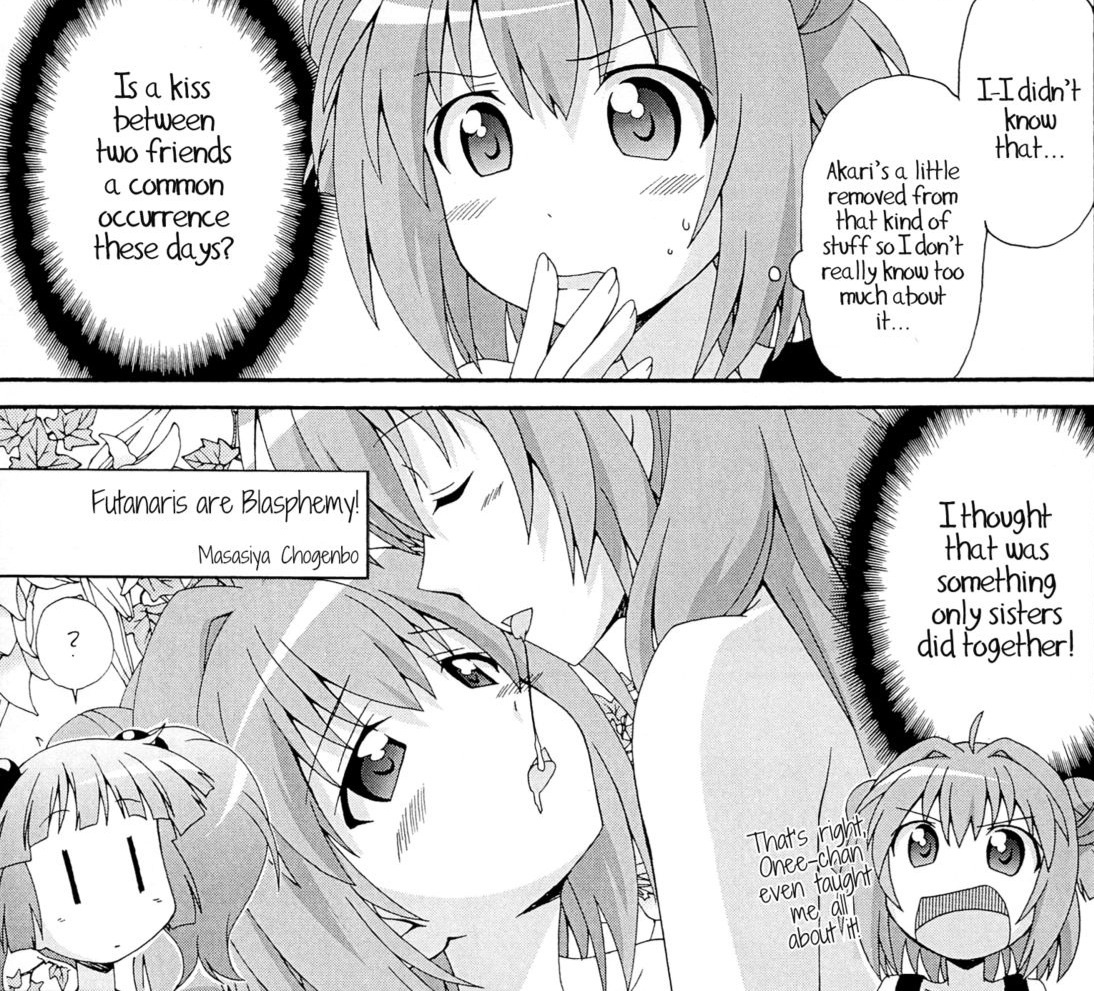 I-I didn't
know
that...
Akari's a little
removed from
that kind of
stuff so I don't
really know too
much about
it...
Is a kiss
between
two friends
a common
occurrence
these days?
I thought
that was
something
only sisters
did together!
That's right,
Onee-chan
even taught
me all
about it!
Futanaris are Blasphemy!
Masasiya Chogenbo
?